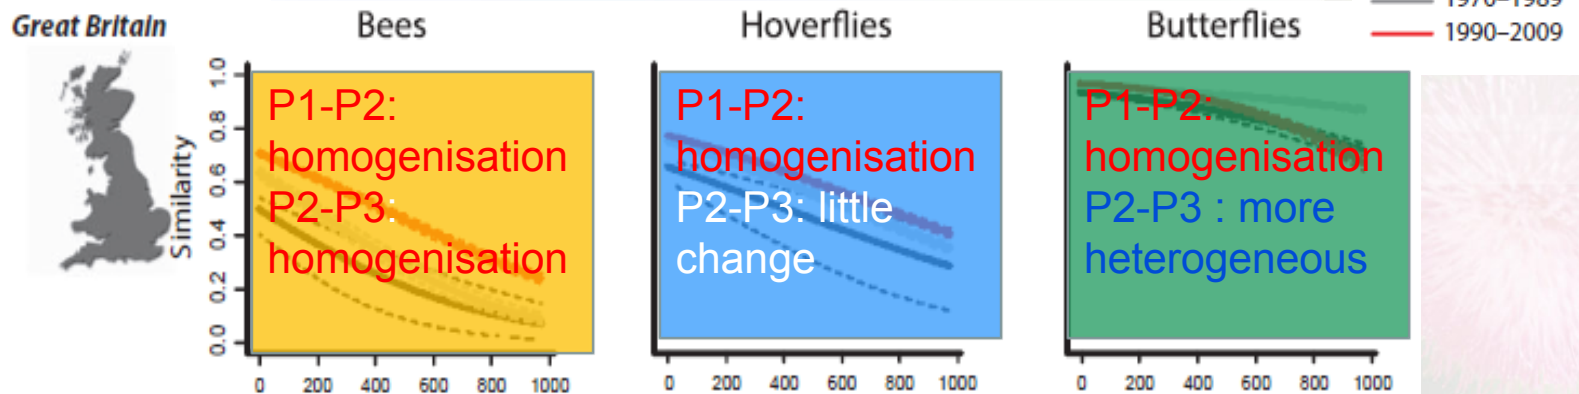 1970–1989
Great Britain
Bees
Hoverflies
Butterflies
1990–2009
Similarity
1.0
0.8
0.6
0.4
0.2
0.0
P1-P2:
homogenisation
P2-P3:
homogenisation
P1-P2:
homogenisation
P2-P3: little
change
P1-P2:
homogenisation
P2-P3 : more
heterogeneous
0 200 400 600 800 1000
0 200 400 600 800 1000
0 200 400 600 800 1000